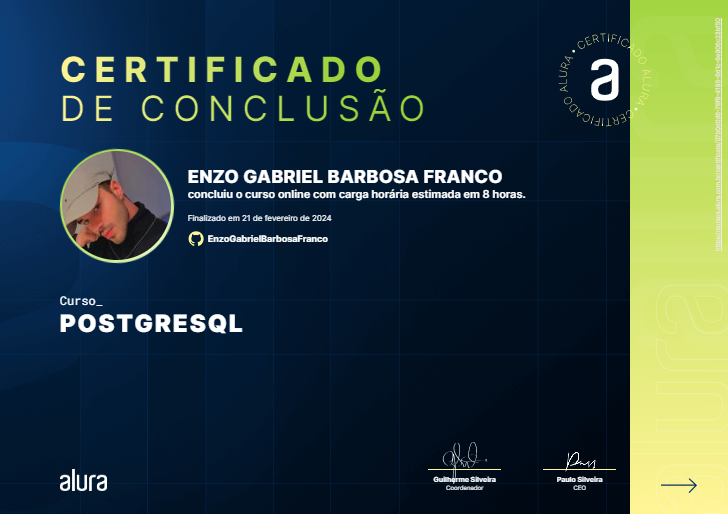 CERTIFICADO
DE CONCLUSÃO
CERTIFICADO ALURA • CERTIFICADO ALURA •
a
ENZO GABRIEL BARBOSA FRANCO
concluiu o curso online com carga horária estimada em 8 horas.
Finalizado em 21 de fevereiro de 2024
EnzoGabrielBarbosaFranco
Curso_
POSTGRESQL
alura
Guilherme Silveira
Coordenador
Paulo Silveira
CEO
alura